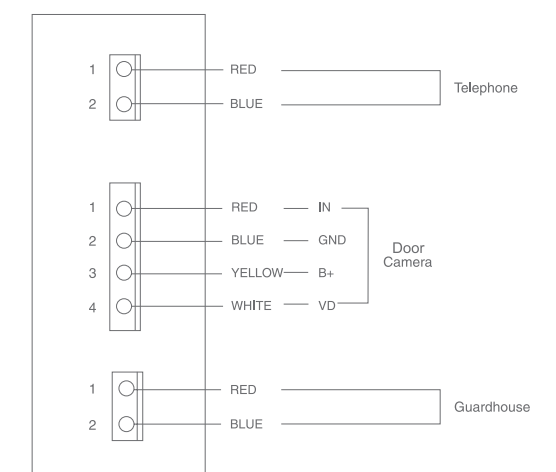 1 RED
Telephone
2 BLUE
1 RED IN
2 BLUE GND
Door
Camera
3 YELLOW B+
4 WHITE VD
1 RED
Guardhouse
2 BLUE